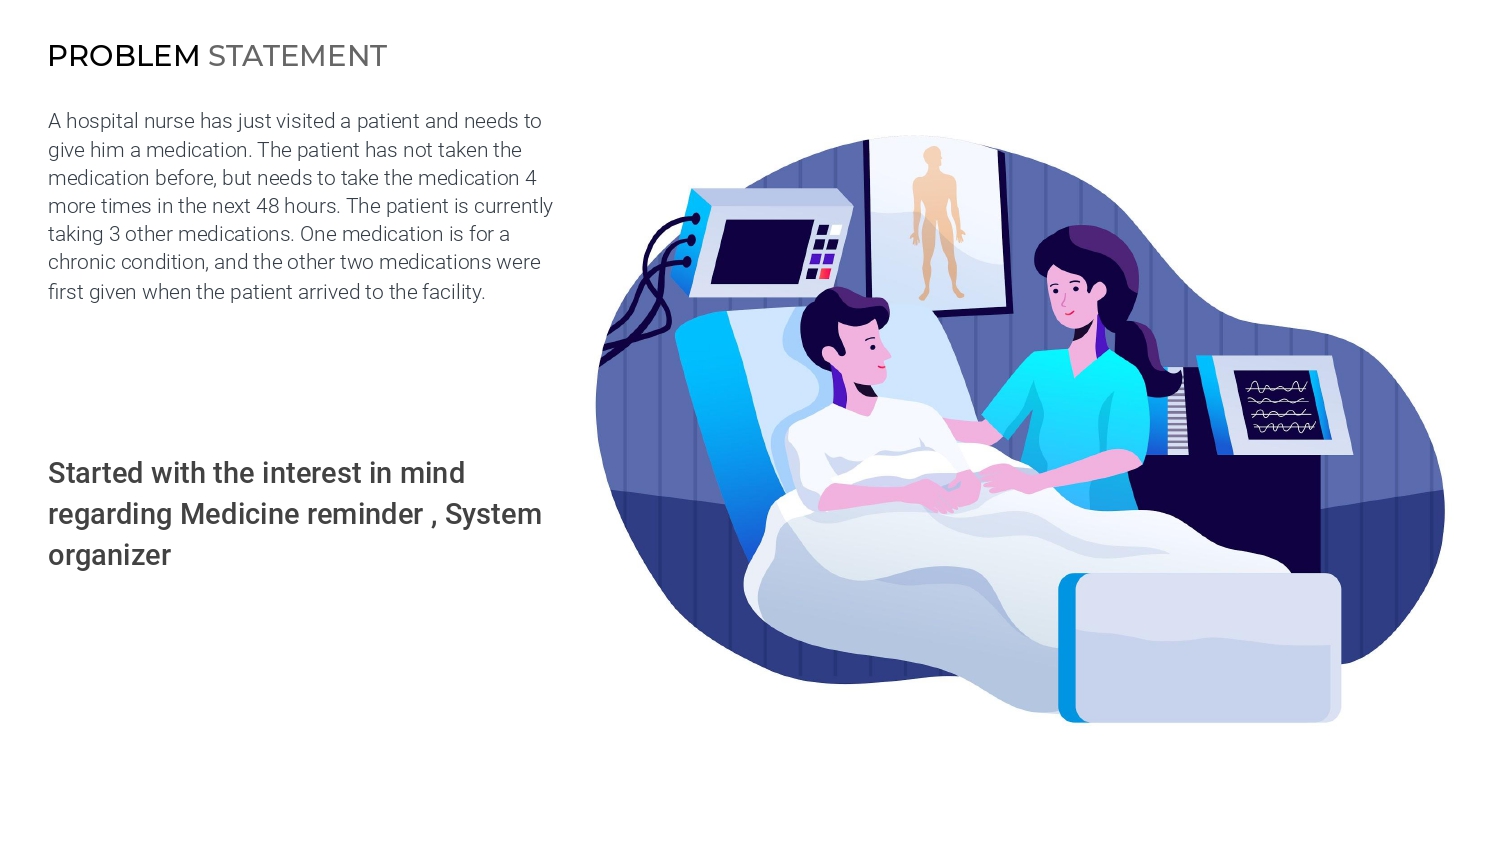 PROBLEM STATEMENT
A hospital nurse has just visited a patient and needs to
give him a medication. The patient has not taken the
medication before, but needs to take the medication 4
more times in the next 48 hours. The patient is currently
taking 3 other medications. One medication is for a
chronic condition, and the other two medications were
first given when the patient arrived to the facility.
Started with the interest in mind
regarding Medicine reminder , System
organizer